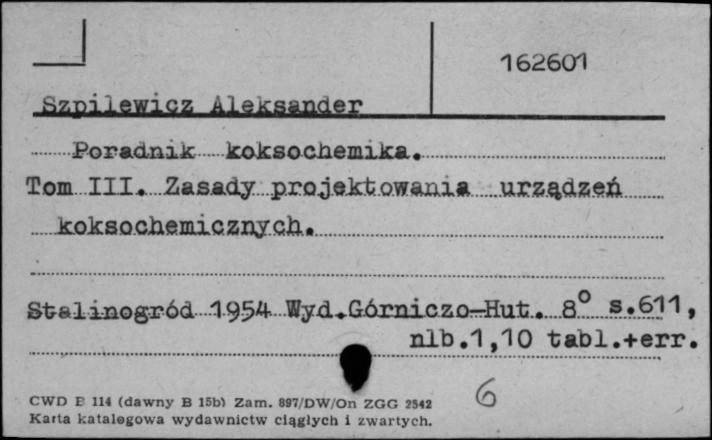 162601
Szpilewicz Aleksander
Poradnik koksochemika.
Tom III. Zasady projektowania urządzeń
koksochemicznych.
Stalinogród 1954 Wyd.Górniczo-Hut. 8° s.611,
nlb.1,10 tabl.+err.
6
CWD B 114 (dawny B 15b) Zam. 897/DW/On ZGG 2542
Karta katalogowa wydawnictw ciągłych i zwartych.